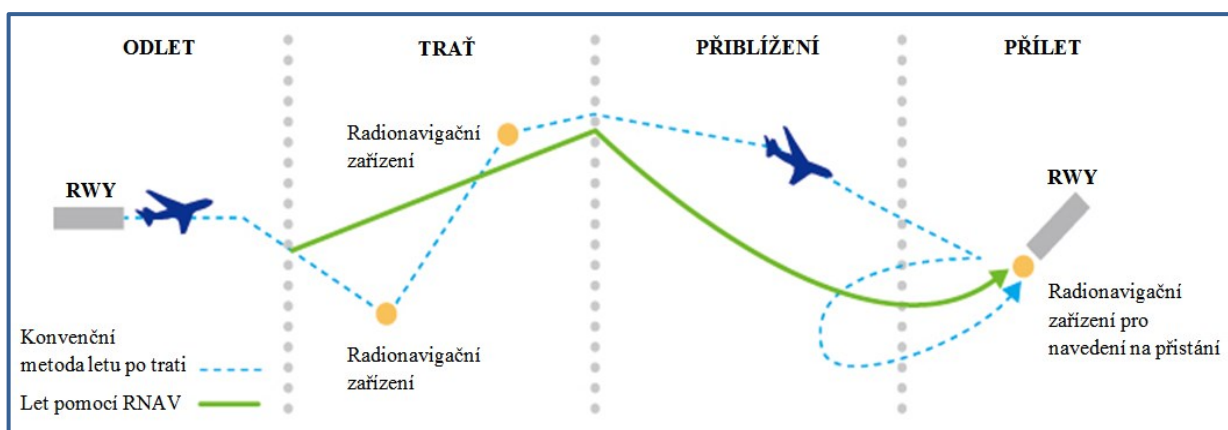 ODLET
TRAŤ
PŘIBLÍŽENÍ
PŘÍLET
Radionavigační
zařízení
RWY
RWY
Radionavigační
zařízení
Radionavigační
zařízení pro
navedení na přistání
Konvenční
metoda letu po trati
Let pomocí RNAV